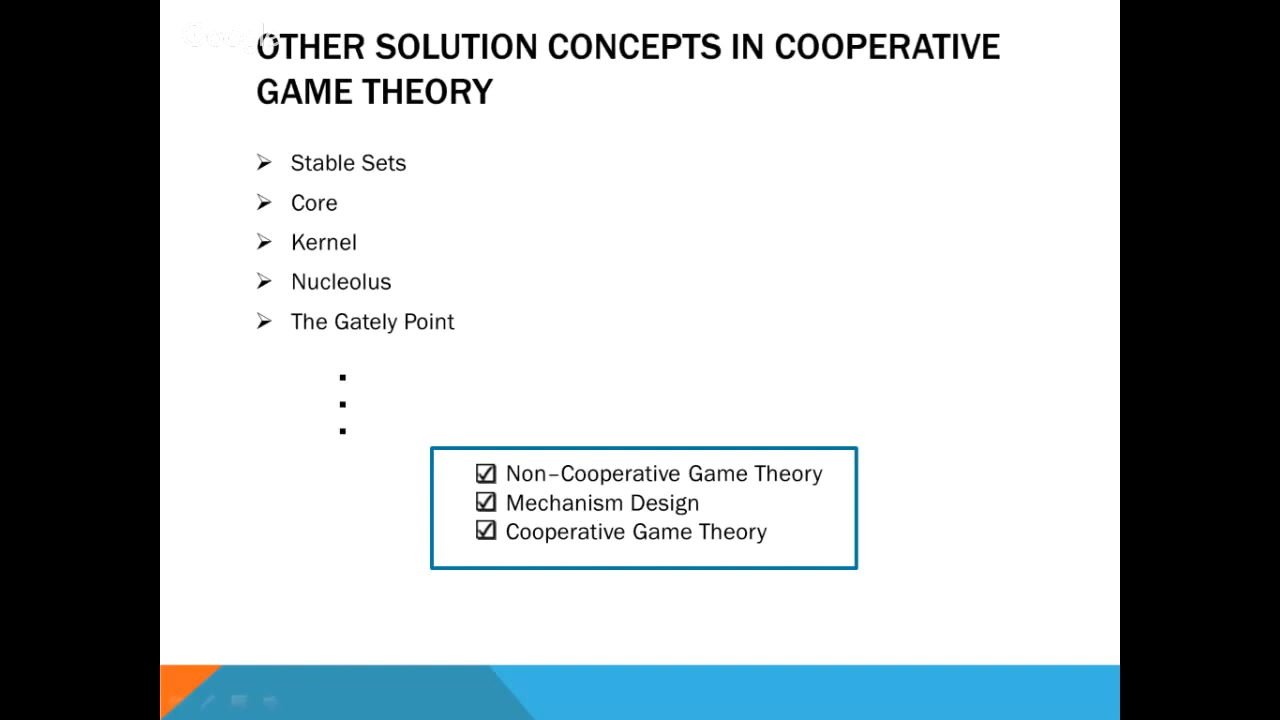 Google
OTHER SOLUTION CONCEPTS IN COOPERATIVE
GAME THEORY
Stable Sets
Core
Kernel
Nucleolus
The Gately Point
Non–Cooperative Game Theory
Mechanism Design
Cooperative Game Theory